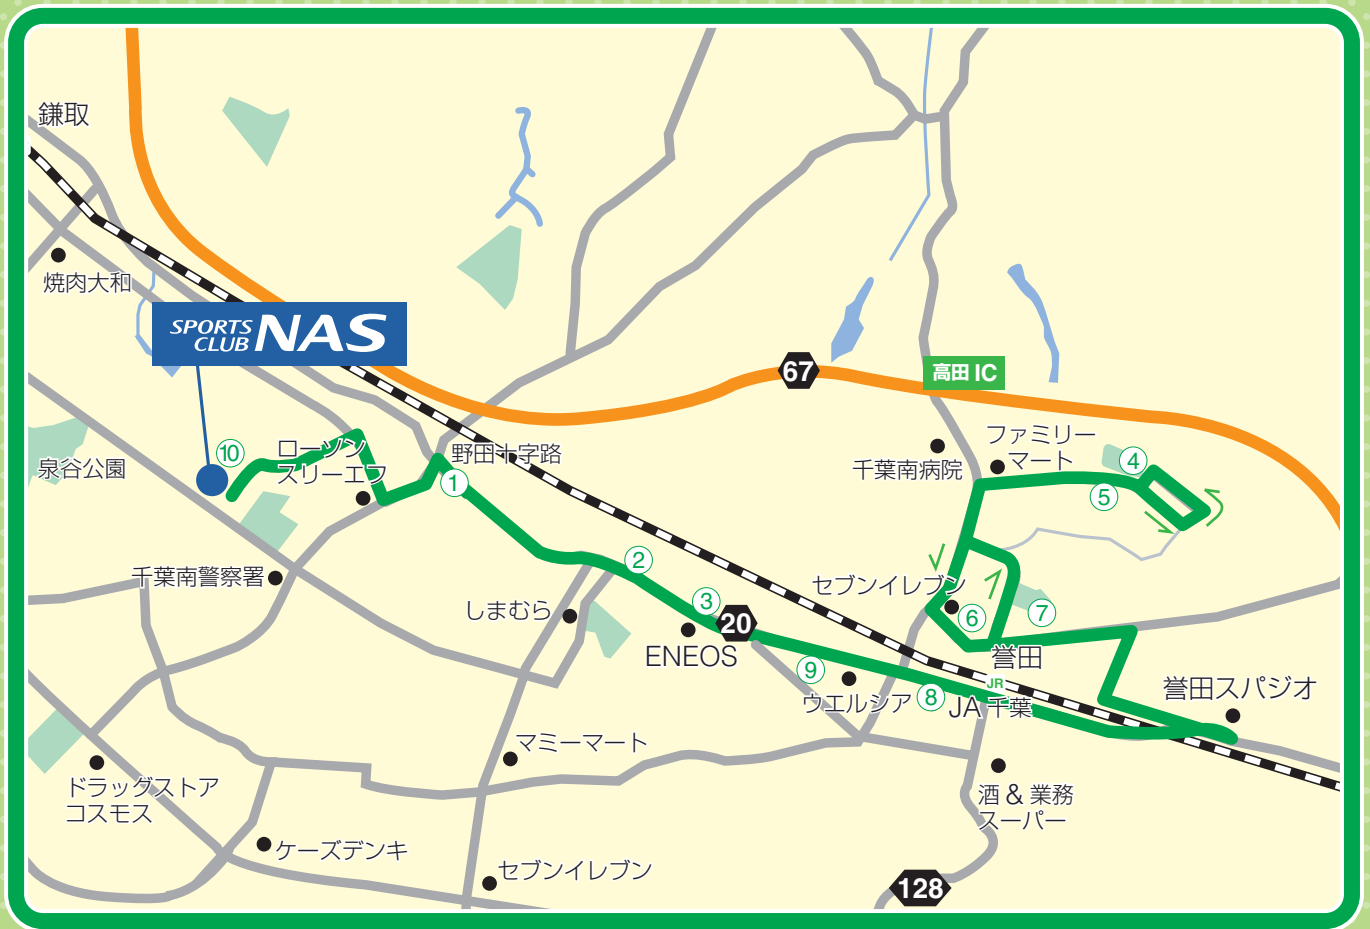 鎌取
焼肉大和
SPORTS
CLUB
NAS
67
高田 IC
ファミリー
マート
千葉南病院
④
⑤
⑩
ローソン
スリーエフ
野田十字路
①
泉谷公園
千葉南警察署
②
③
20
しまむら
ENEOS
セブンイレブン
⑥
⑦
誉田
JR
誉田スパジオ
⑨
ウエルシア
⑧
JA 千葉
マミーマート
ドラッグストア
コスモス
酒 & 業務
スーパー
ケーズデンキ
セブンイレブン
128